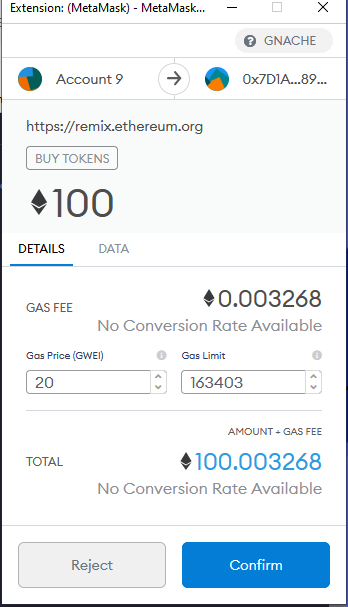 Extension: (MetaMask) - MetaMask...
GNACHE
Account 9
0x7D1A...89...
https://remix.ethereum.org
BUY TOKENS
100
DETAILS DATA
GAS FEE
0.003268
No Conversion Rate Available
Gas Price (GWEI) Gas Limit
20 163403
AMOUNT + GAS FEE
TOTAL
100.003268
No Conversion Rate Available
Reject Confirm